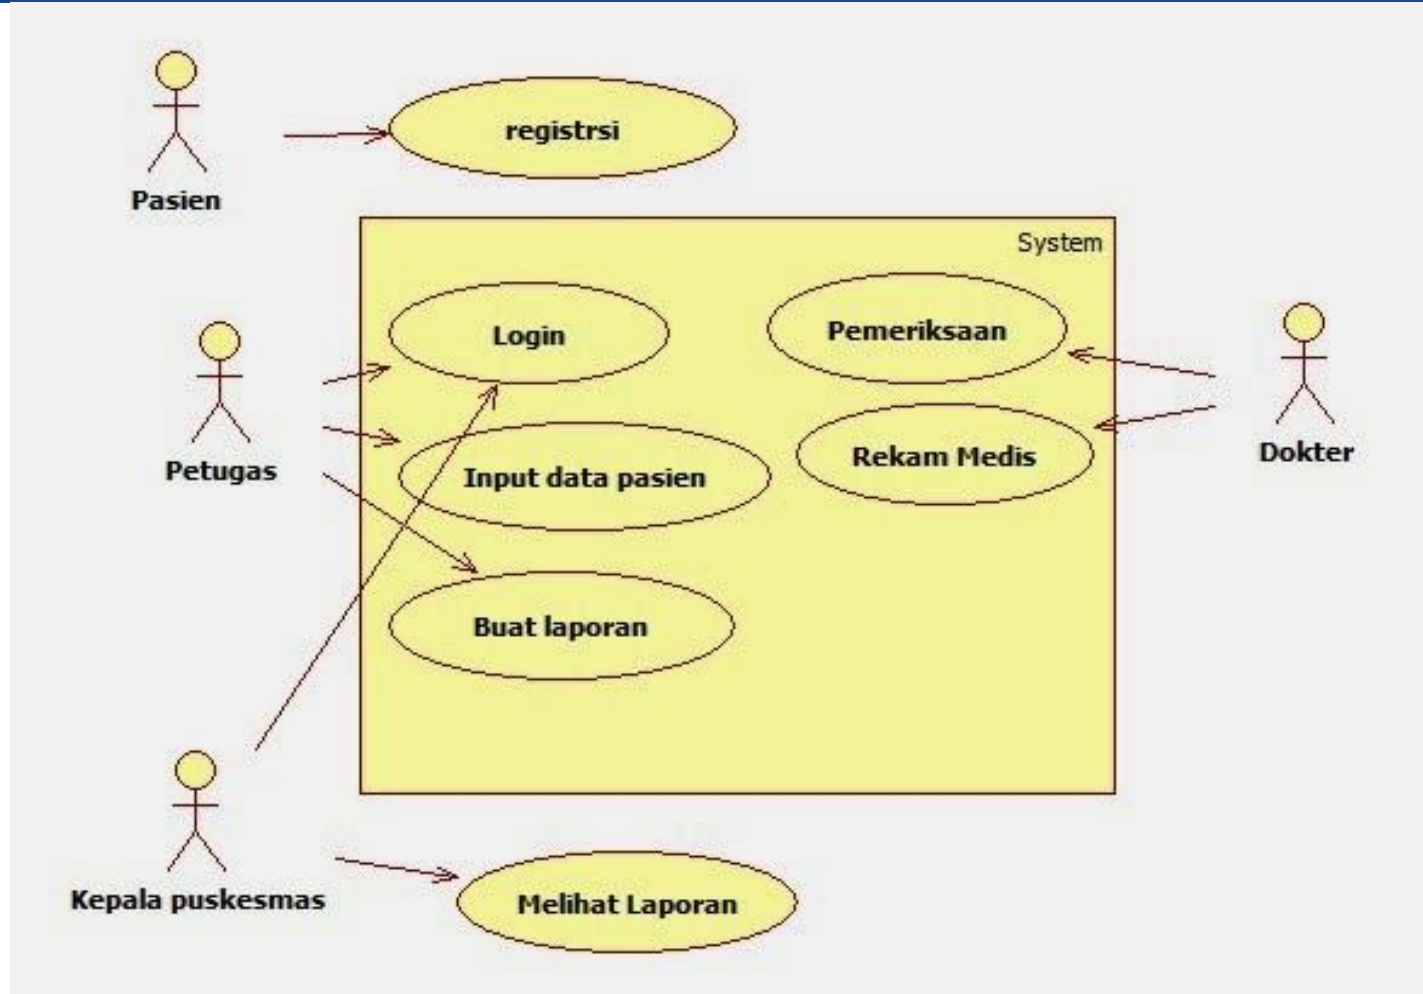 registrsi
Pasien
System
Login
Pemeriksaan
Petugas
Input data pasien
Rekam Medis
Dokter
Buat laporan
Kepala puskesmas
Melihat Laporan